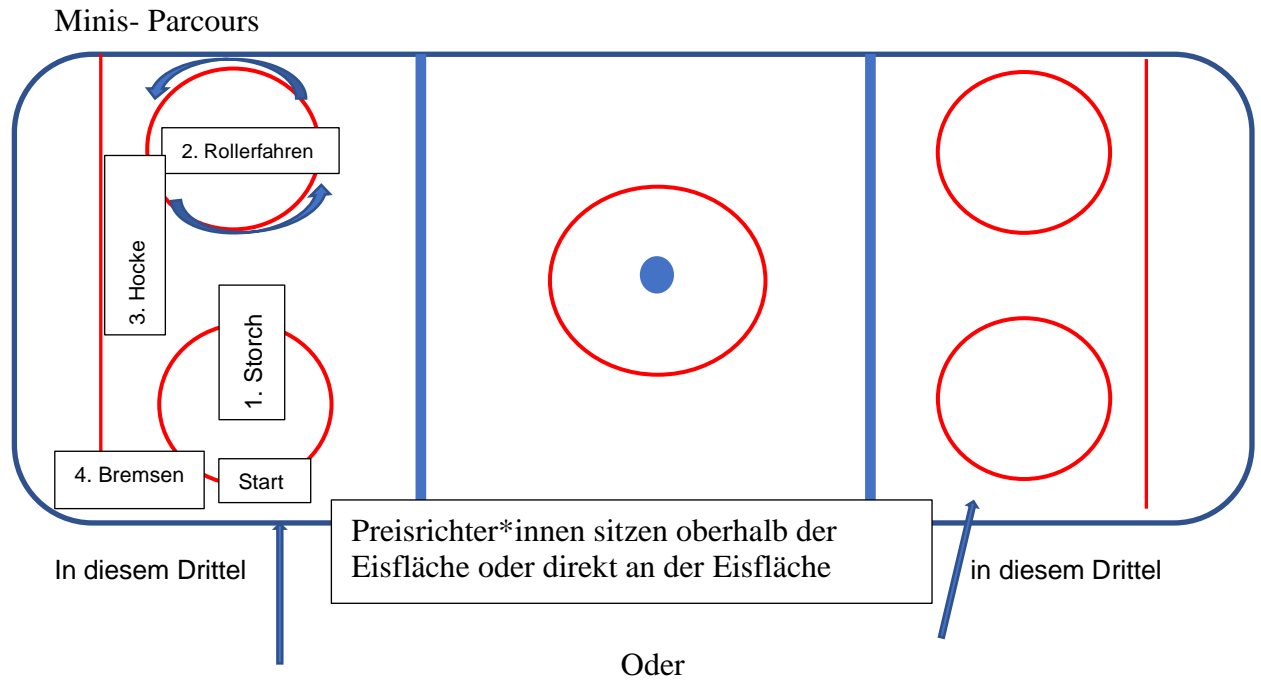 Minis- Parcours
2. Rollerfahren
3. Hocke
1. Storch
4. Bremsen
Start
Preisrichter*innen sitzen oberhalb der
Eisfläche oder direkt an der Eisfläche
In diesem Drittel
in diesem Drittel
Oder